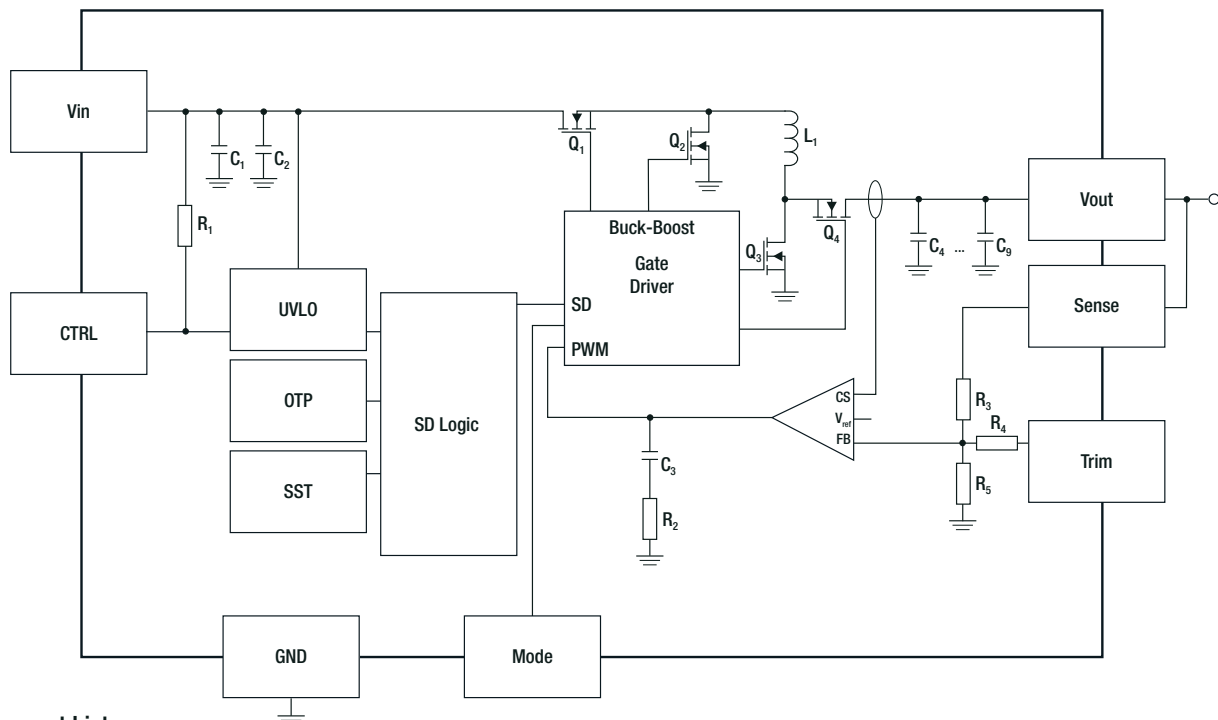 Vin
C1
C2
Q1
Q2
L1
R1
Buck-Boost
Gate
Driver
Q3
Q4
C4 ... C9
Vout
UVLO
SD
Sense
CTRL
PWM
OTP
SD Logic
CS
Vref
FB
R3
R4
Trim
SST
C3
R5
R2
GND
Mode